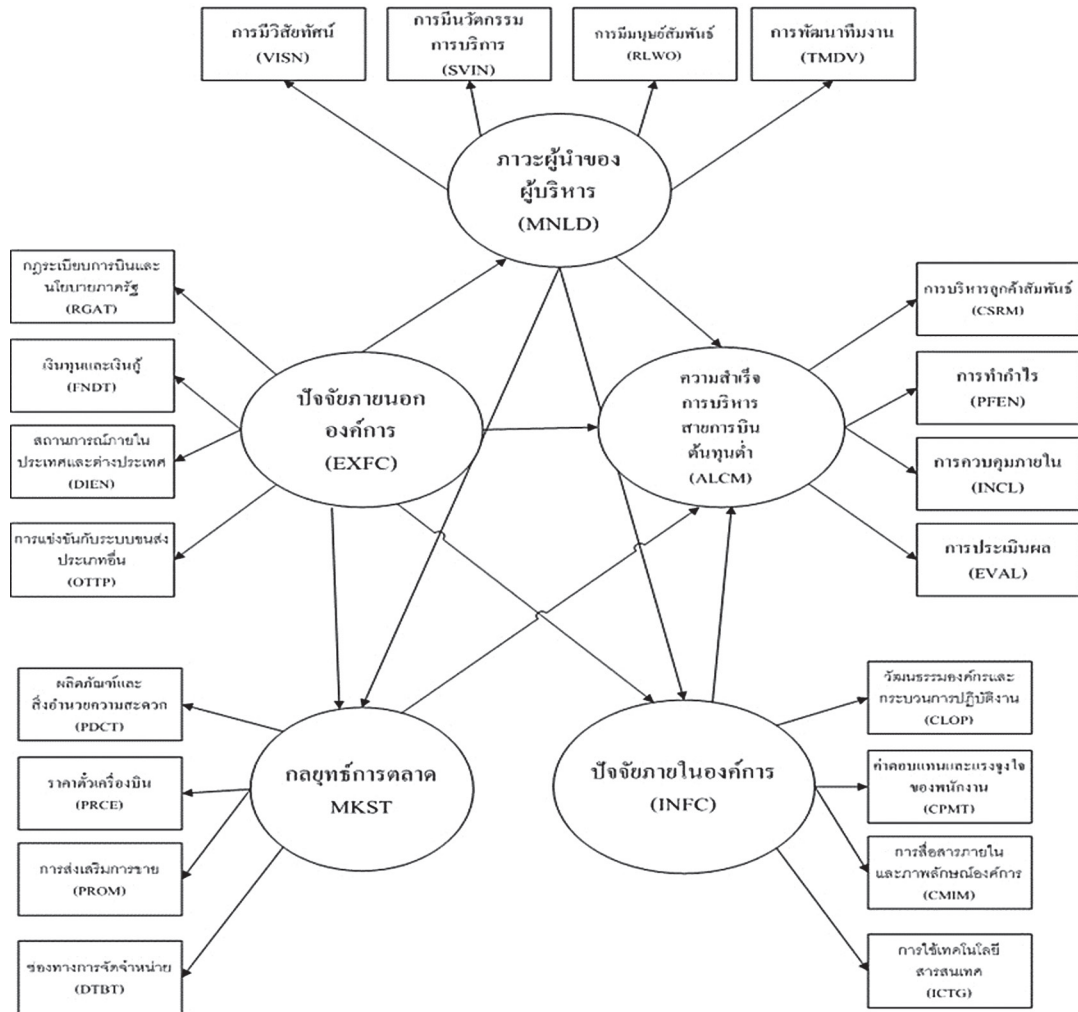 การมีวิสัยทัศน์
(VISN)
การมีนวัตกรรม
การบริการ
(SVIN)
การมีมนุษย์สัมพันธ์
(RLWO)
การพัฒนาทีมงาน
(TMDV)
ภาวะผู้นำของ
ผู้บริหาร
(MNLD)
กฎระเบียบการบินและ
นโยบายภาครัฐ
(RGAT)
เงินทุนและเงินกู้
(FNDT)
สถานการณ์ภายใน
ประเทศและต่างประเทศ
(DIEN)
การแข่งขันกับระบบขนส่ง
ประเภทอื่น
(OTTP)
ปัจจัยภายนอก
องค์การ
(EXFC)
ความสำเร็จ
การบริหาร
สายการบิน
ต้นทุนต่ำ
(ALCM)
การบริหารลูกค้าสัมพันธ์
(CSRM)
การทำกำไร
(PFEN)
การควบคุมภายใน
(INCL)
การประเมินผล
(EVAL)
ผลิตภัณฑ์และ
สิ่งอำนวยความสะดวก
(PDCT)
ราคาตั๋วเครื่องบิน
(PRCE)
การส่งเสริมการขาย
(PROM)
ช่องทางการจัดจำหน่าย
(DTBT)
กลยุทธ์การตลาด
MKST
ปัจจัยภายในองค์การ
(INFC)
วัฒนธรรมองค์กรและ
กระบวนการปฏิบัติงาน
(CLOP)
ค่าตอบแทนและแรงจูงใจ
ของพนักงาน
(CPMT)
การสื่อสารภายใน
และภาพลักษณ์องค์การ
(CMIM)
การใช้เทคโนโลยี
สารสนเทศ
(ICTG)